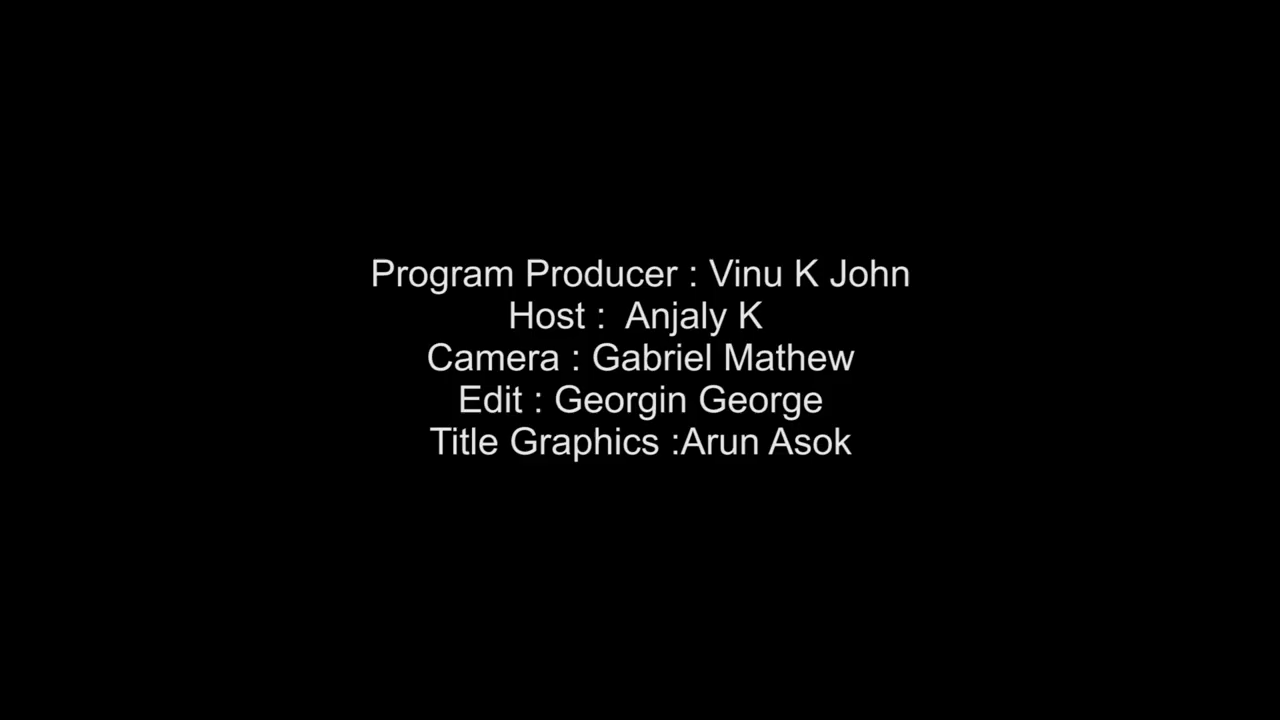 Program Producer : Vinu K John
Host :  Anjaly K
Camera : Gabriel Mathew
Edit : Georgin George
Title Graphics :Arun Asok